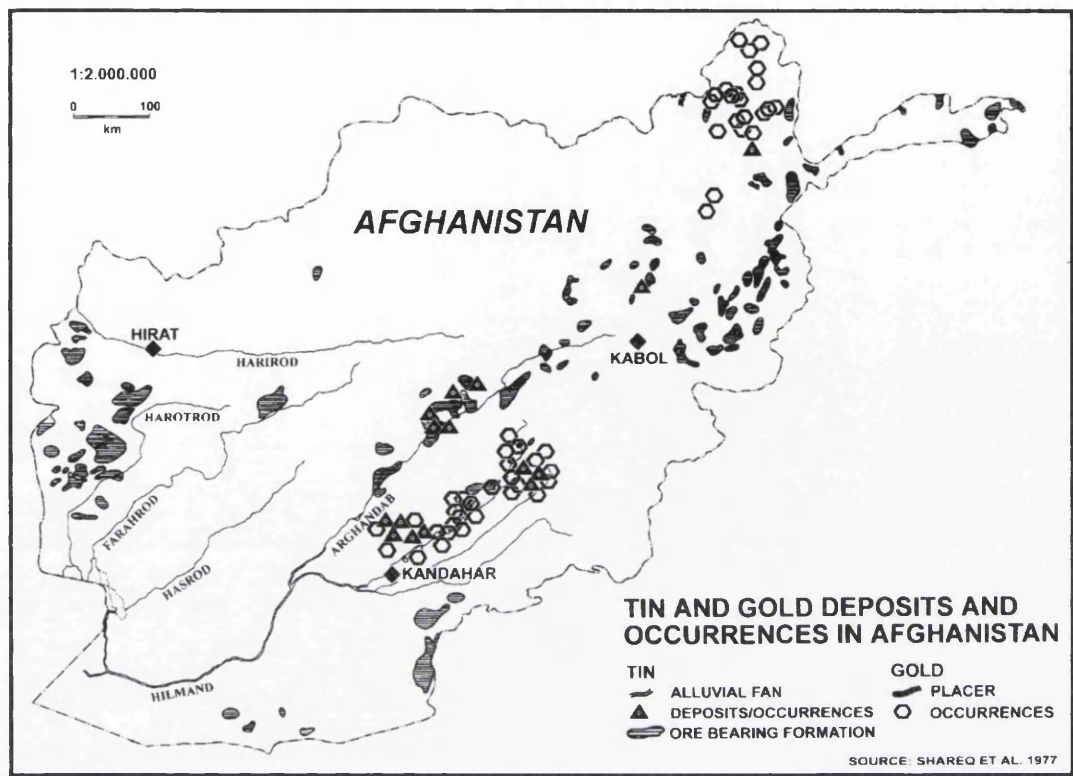 1:2.000.000
0 100
km
AFGHANISTAN
HIRAT
HARIROD
KABOL
HAROTROD
FARAHROD
ARGHANDAB
HASROD
KANDAHAR
HILMAND
TIN AND GOLD DEPOSITS AND
OCCURRENCES IN AFGHANISTAN
TIN GOLD
ALLUVIAL FAN PLACER
DEPOSITS/OCCURRENCES OCCURRENCES
ORE BEARING FORMATION
SOURCE: SHAREQ ET AL. 1977